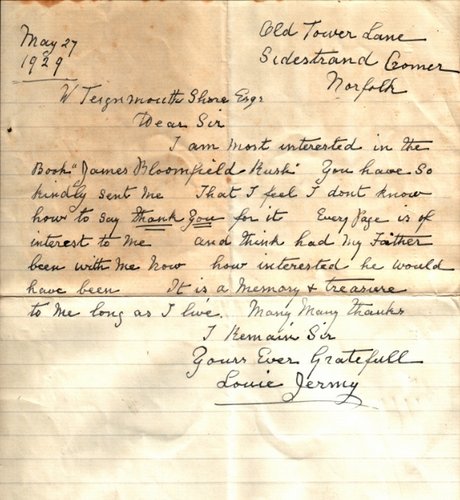 May 27
1929
Old Tower Lane
Sidestrand Cromer
Norfolk
W Teignmouth Shore Esqr
Dear Sir
I am most interested in the
Book "James Bloomfield Rush" You have so
kindly sent Me That I feel I dont know
how to say thank You for it Every Page is of
interest to Me and think had My Father
been with Me Now how interested he would
have been It is a Memory & treasure
to Me long as I live. Many Many thanks
I Remain Sir
Yours Ever Gratefull
Louie Jermy